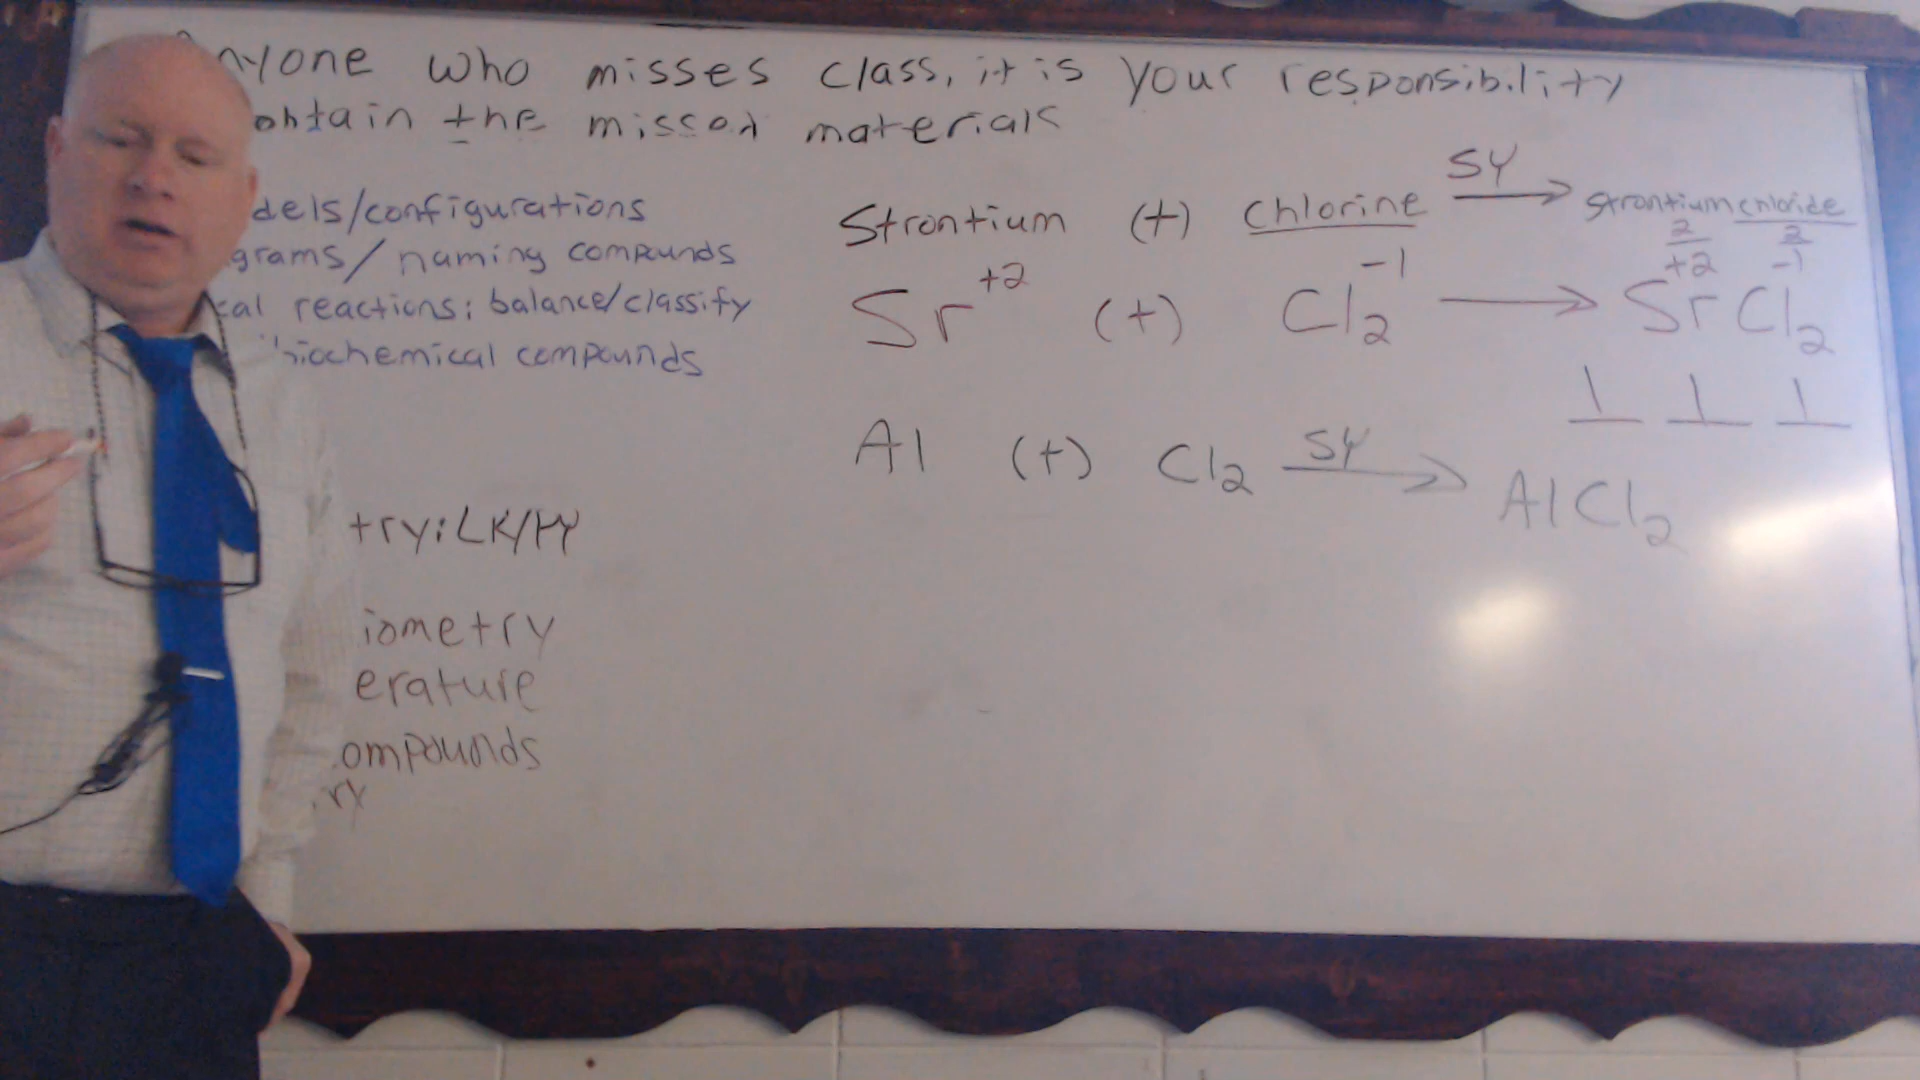 Anyone who misses class, it is your responsibility
obtain the missed materials
dels/configurations
grams/ naming compounds
cal reactions: balance/classify
biochemical compounds
try: LK/HY
iometry
erature
ompounds
ry
Strontium (+) Chlorine SY → Strontium chloride
2 2
+2 -1
Sr+2 (+) Cl2-1 → SrCl2
1 1 1
Al (+) Cl2 SY → AlCl2